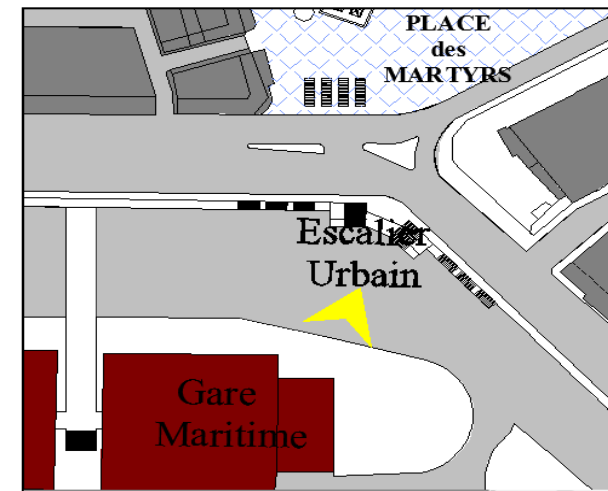 PLACE
des
MARTYRS
Escalier
Urbain
Gare
Maritime